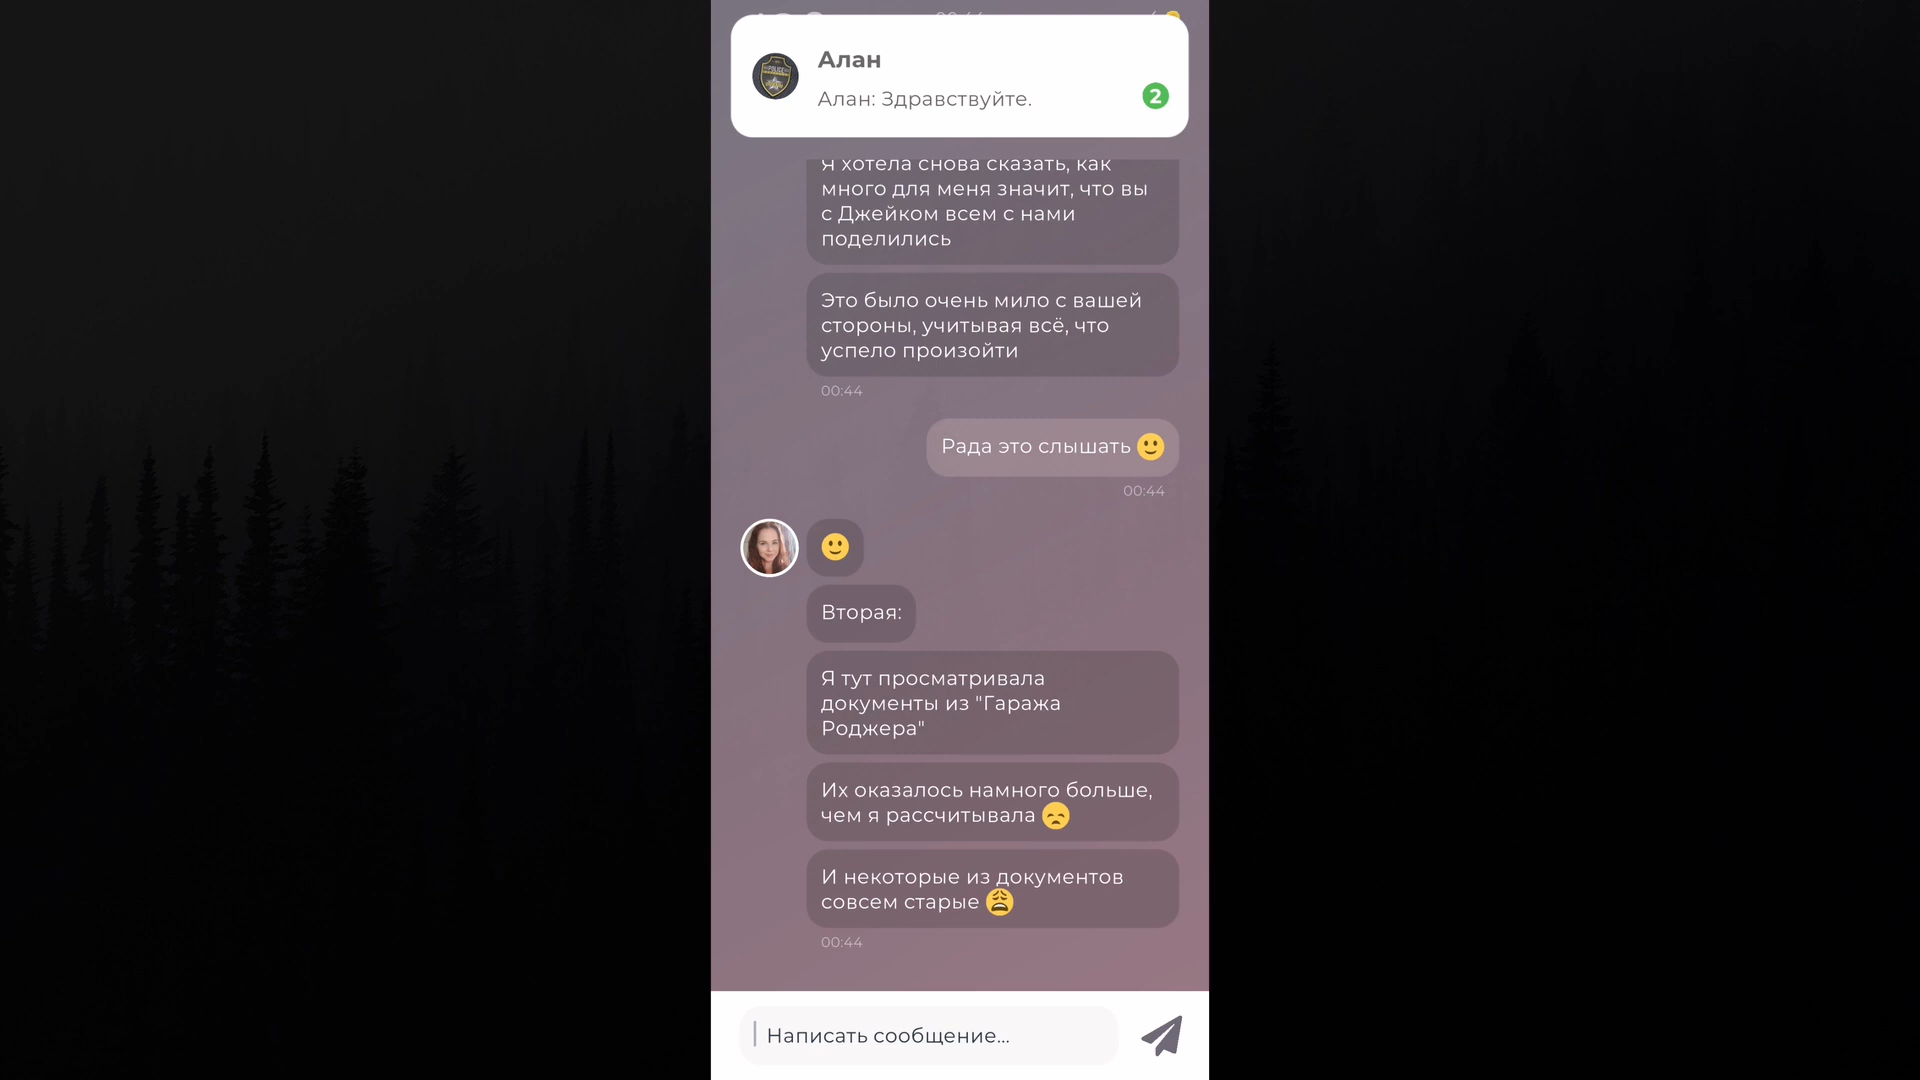 Алан
Алан: Здравствуйте.
2
Я хотела снова сказать, как
много для меня значит, что вы
с Джейком всем с нами
поделились
Это было очень мило с вашей
стороны, учитывая всё, что
успело произойти
00:44
Рада это слышать
00:44
Вторая:
Я тут просматривала
документы из "Гаража
Роджера"
Их оказалось намного больше,
чем я рассчитывала
И некоторые из документов
совсем старые
00:44
Написать сообщение...